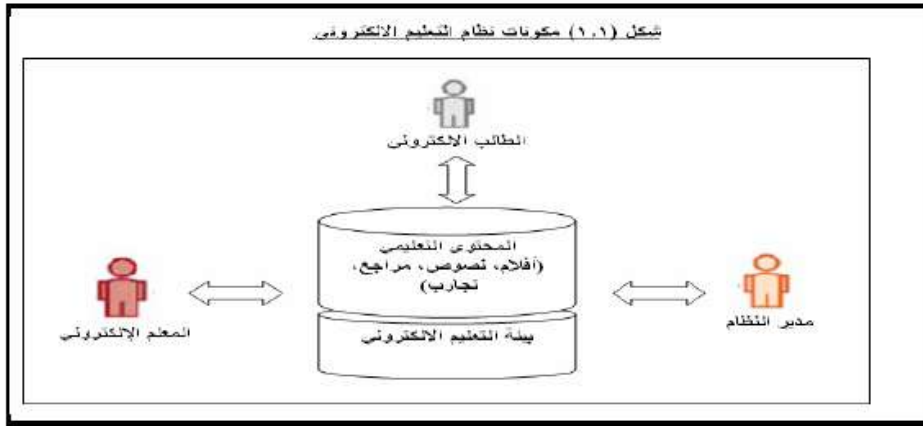 شكل (١.١) مكونات نظام التعليم الالكتروني
الطالب الالكتروني
المحتوى التعليمي
(أفلام، نصوص، مراجع،
تجارب)
المعلم الإلكتروني
مدير النظام
بيئة التعليم الالكتروني